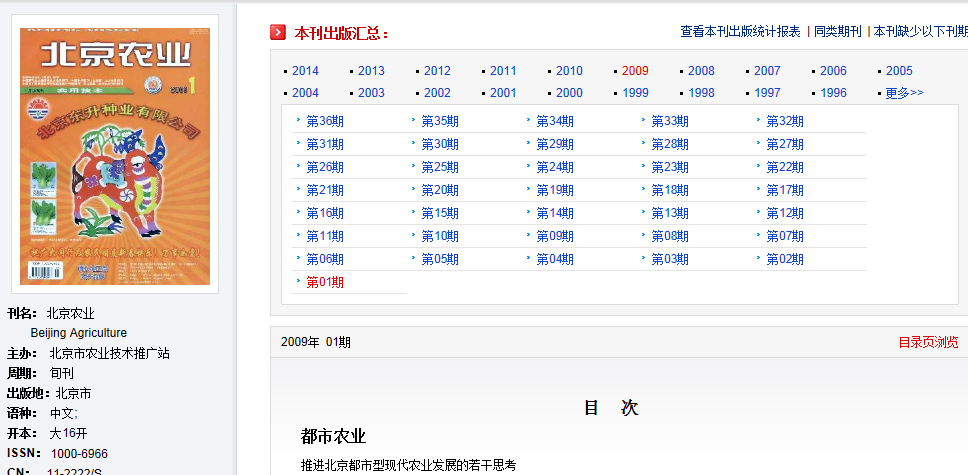 北京农业
实用技术
1
北京东升种业有限公司
刊名: 北京农业
Beijing Agriculture
主办: 北京市农业技术推广站
周期: 旬刊
出版地: 北京市
语种: 中文;
开本: 大16开
ISSN: 1000-6966
CN: 11-2222/S
本刊出版汇总:
查看本刊出版统计报表 | 同类期刊 | 本刊缺少以下刊期
2014 2013 2012 2011 2010 2009 2008 2007 2006 2005
2004 2003 2002 2001 2000 1999 1998 1997 1996 更多>>
第36期 第35期 第34期 第33期 第32期
第31期 第30期 第29期 第28期 第27期
第26期 第25期 第24期 第23期 第22期
第21期 第20期 第19期 第18期 第17期
第16期 第15期 第14期 第13期 第12期
第11期 第10期 第09期 第08期 第07期
第06期 第05期 第04期 第03期 第02期
第01期
2009年 01期 目录页浏览
目 次
都市农业
推进北京都市型现代农业发展的若干思考